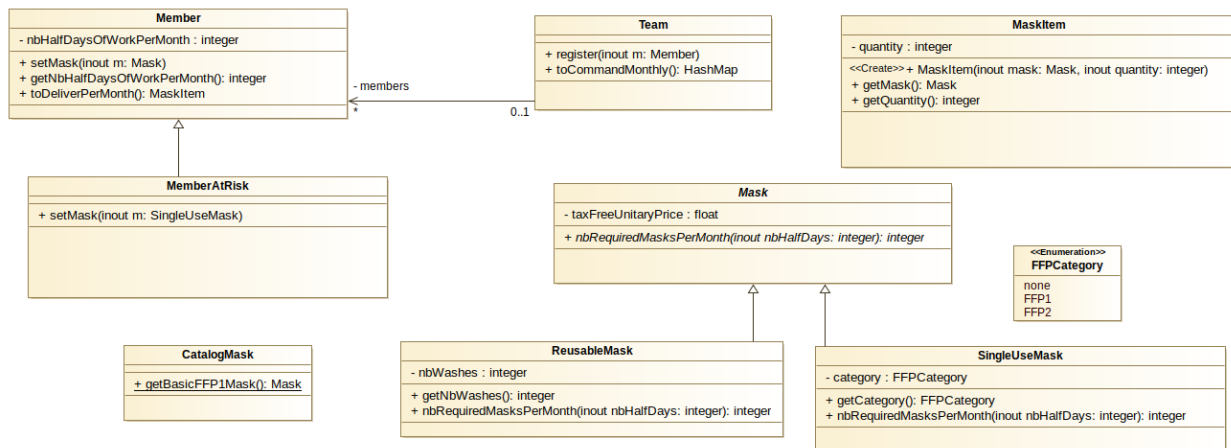 Member
- nbHalfDaysOfWorkPerMonth : integer
+ setMask(inout m: Mask)
+ getNbHalfDaysOfWorkPerMonth(): integer
+ toDeliverPerMonth(): MaskItem
Team
+ register(inout m: Member)
+ toCommandMonthly(): HashMap
MaskItem
- quantity : integer
<<Create>> + MaskItem(inout mask: Mask, inout quantity: integer)
+ getMask(): Mask
+ getQuantity(): integer
- members
*
0..1
MemberAtRisk
+ setMask(inout m: SingleUseMask)
Mask
- taxFreeUnitaryPrice : float
+ nbRequiredMasksPerMonth(inout nbHalfDays: integer): integer
<<Enumeration>>
FFPCategory
none
FFP1
FFP2
CatalogMask
+ getBasicFFP1Mask(): Mask
ReusableMask
- nbWashes : integer
+ getNbWashes(): integer
+ nbRequiredMasksPerMonth(inout nbHalfDays: integer): integer
SingleUseMask
- category : FFPCategory
+ getCategory(): FFPCategory
+ nbRequiredMasksPerMonth(inout nbHalfDays: integer): integer